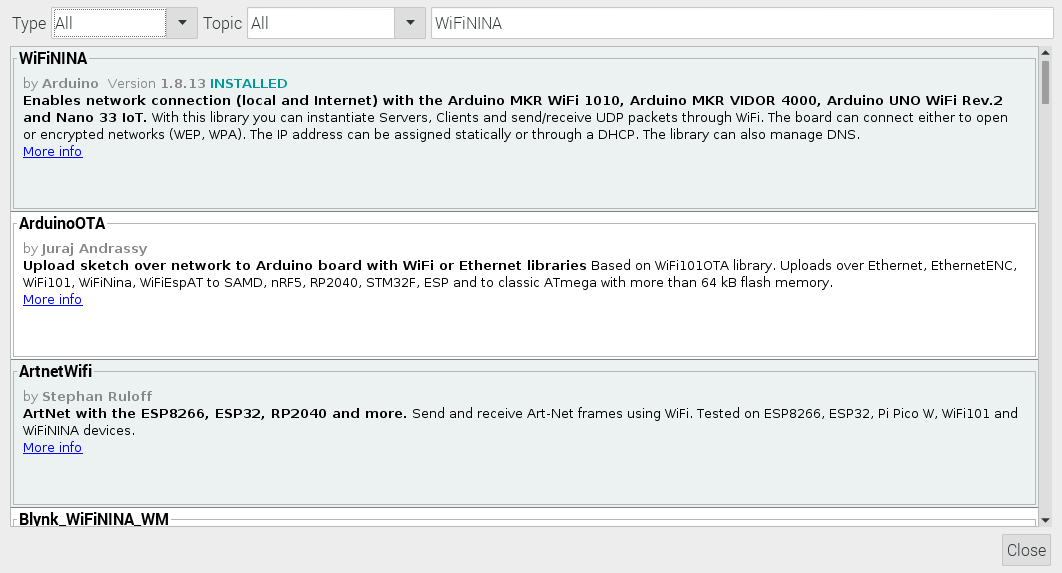 Type All Topic All WiFiNINA
WiFiNINA
by Arduino Version 1.8.13 INSTALLED
Enables network connection (local and Internet) with the Arduino MKR WiFi 1010, Arduino MKR VIDOR 4000, Arduino UNO WiFi Rev.2
and Nano 33 IoT. With this library you can instantiate Servers, Clients and send/receive UDP packets through WiFi. The board can connect either to open
or encrypted networks (WEP, WPA). The IP address can be assigned statically or through a DHCP. The library can also manage DNS.
More info
ArduinoOTA
by Juraj Andrassy
Upload sketch over network to Arduino board with WiFi or Ethernet libraries Based on WiFi101OTA library. Uploads over Ethernet, EthernetENC,
WiFi101, WiFiNina, WiFiEspAT to SAMD, nRF5, RP2040, STM32F, ESP and to classic ATmega with more than 64 kB flash memory.
More info
ArtnetWifi
by Stephan Ruloff
ArtNet with the ESP8266, ESP32, RP2040 and more. Send and receive Art-Net frames using WiFi. Tested on ESP8266, ESP32, Pi Pico W, WiFi101 and
WiFiNINA devices.
More info
Blynk_WiFiNINA_WM
Close